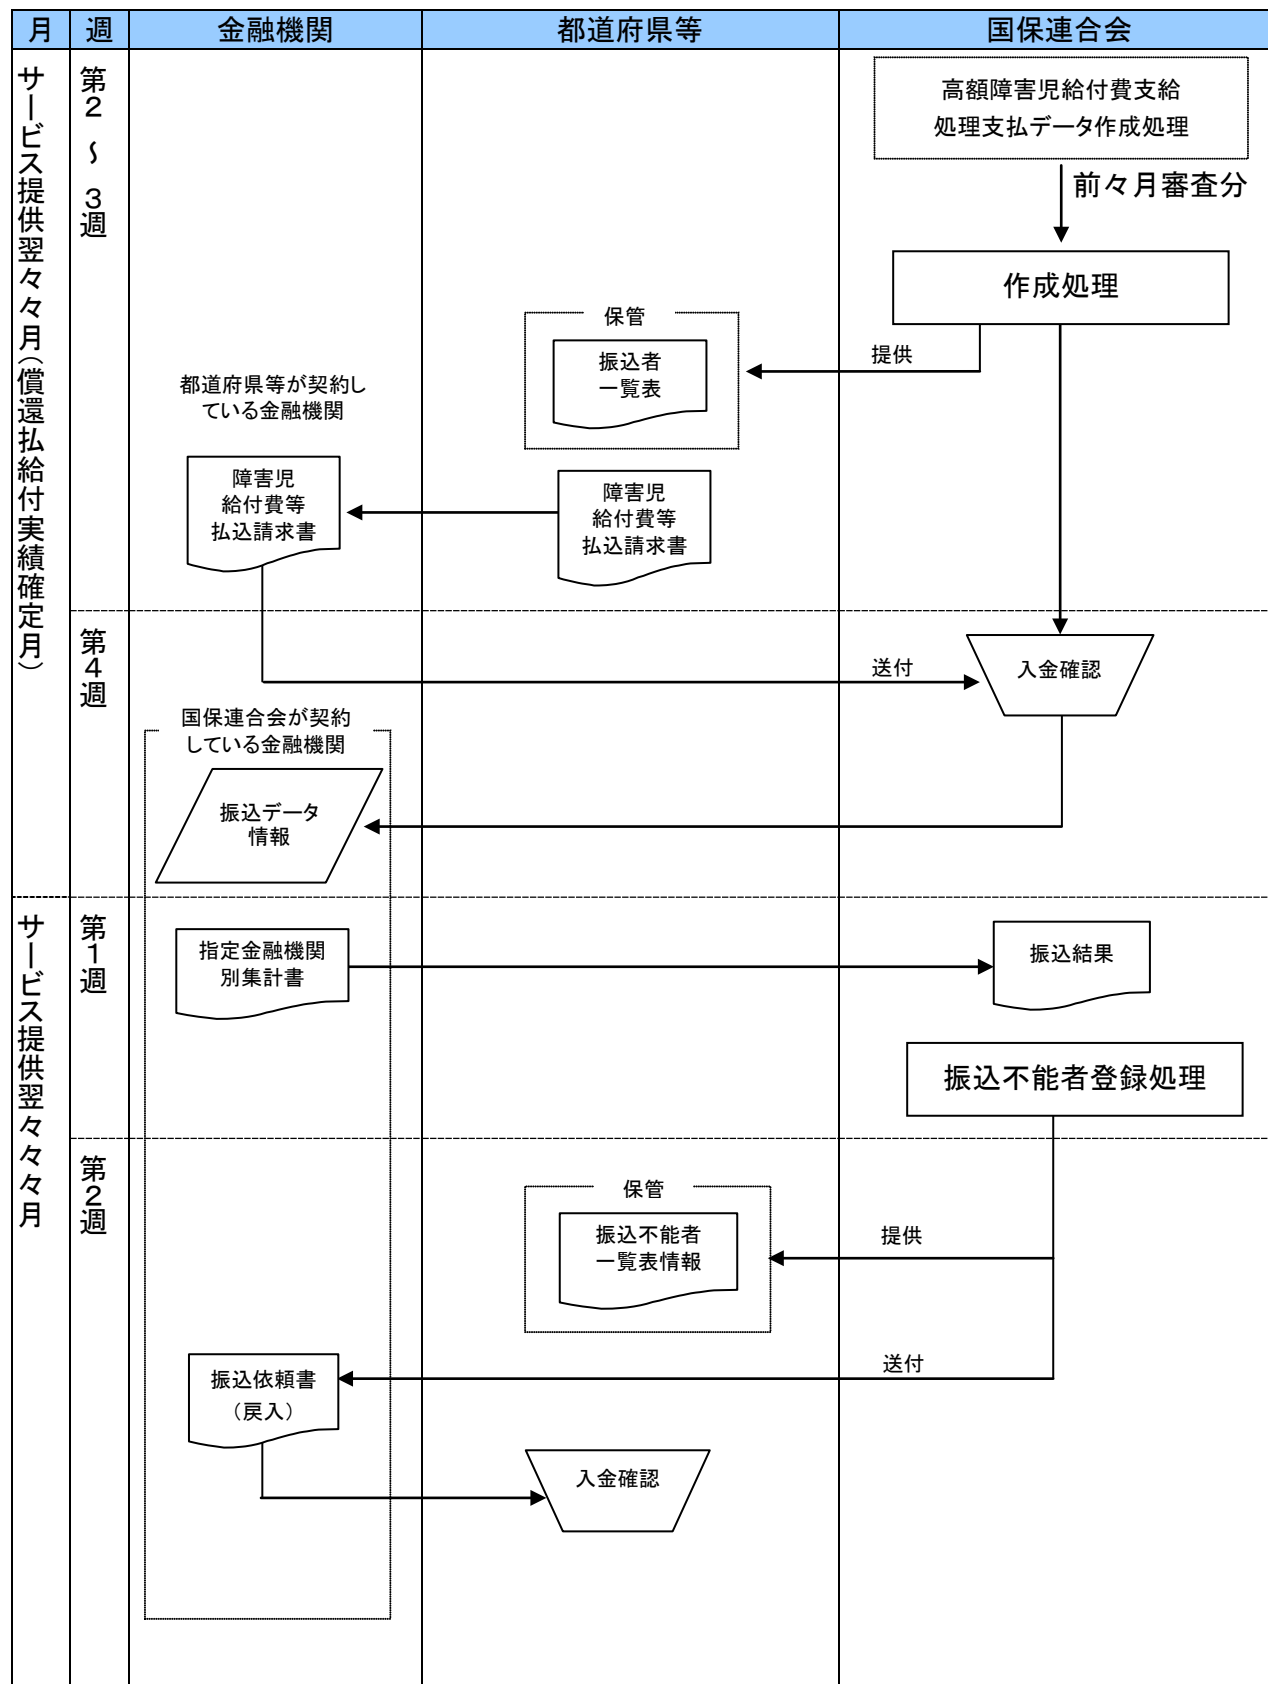 月
週
金融機関
都道府県等
国保連合会
サービス提供翌々月（償還払給付実績確定月）
第２～３週
高額障害児給付費支給
処理支払データ作成処理
前々月審査分
作成処理
保管
振込者
一覧表
提供
都道府県等が契約し
ている金融機関
障害児
給付費等
払込請求書
障害児
給付費等
払込請求書
第４週
送付
入金確認
国保連合会が契約
している金融機関
振込データ
情報
サービス提供翌々々月
第１週
指定金融機関
別集計書
振込結果
振込不能者登録処理
第２週
保管
振込不能者
一覧表情報
提供
振込依頼書
（戻入）
送付
入金確認